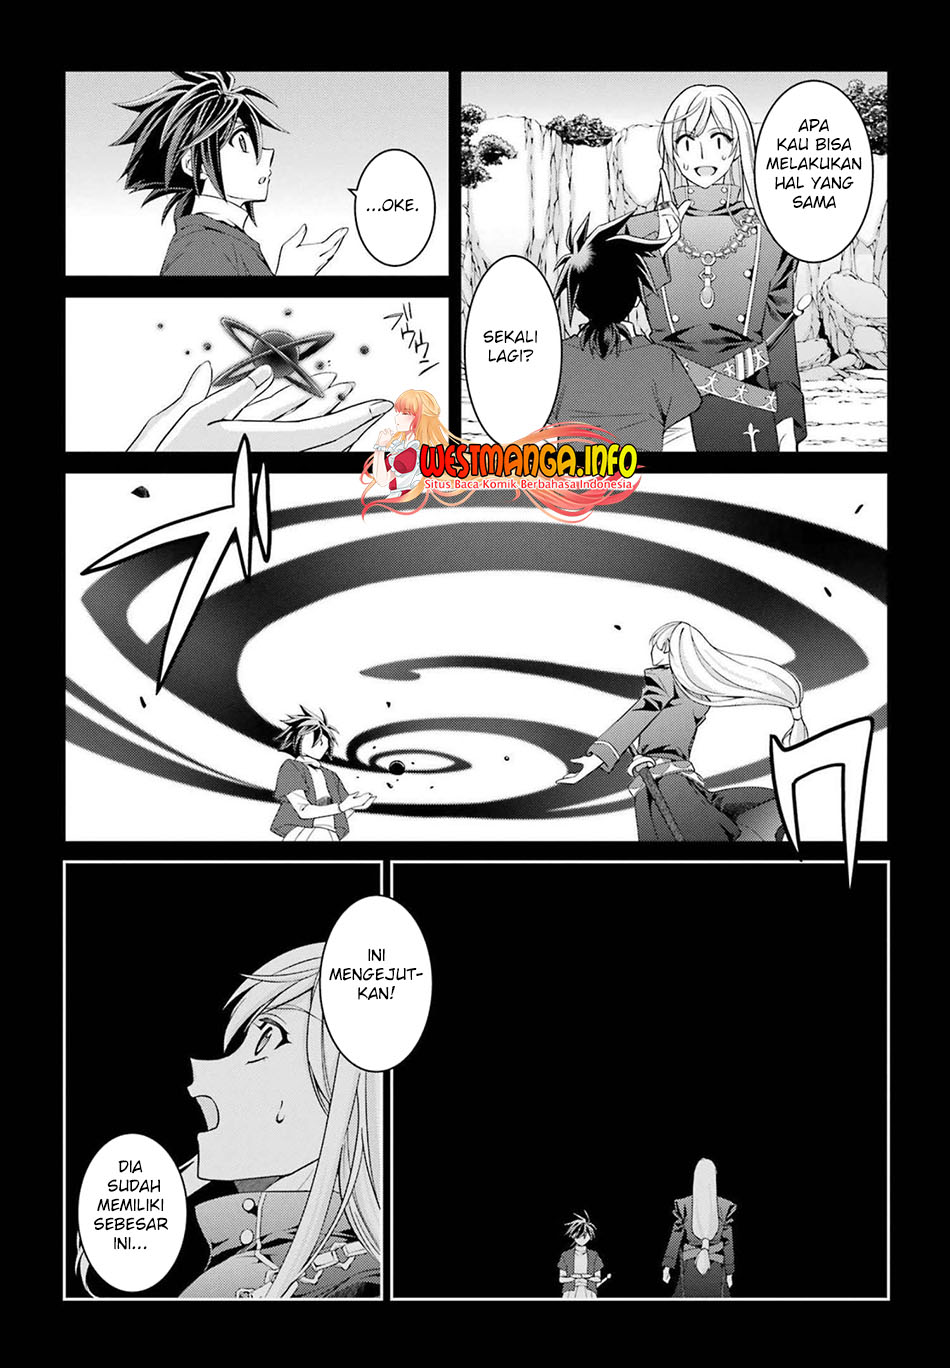 APA
KAU BISA
MELAKUKAN
HAL YANG
SAMA
SEKALI
LAGI?
...OKE.
WESTMANGA.INFO
Situs Baca Komik Berbahasa Indonesia
INI
MENGEJUT-
KAN!
DIA
SUDAH
MEMILIKI
SEBESAR
INI...